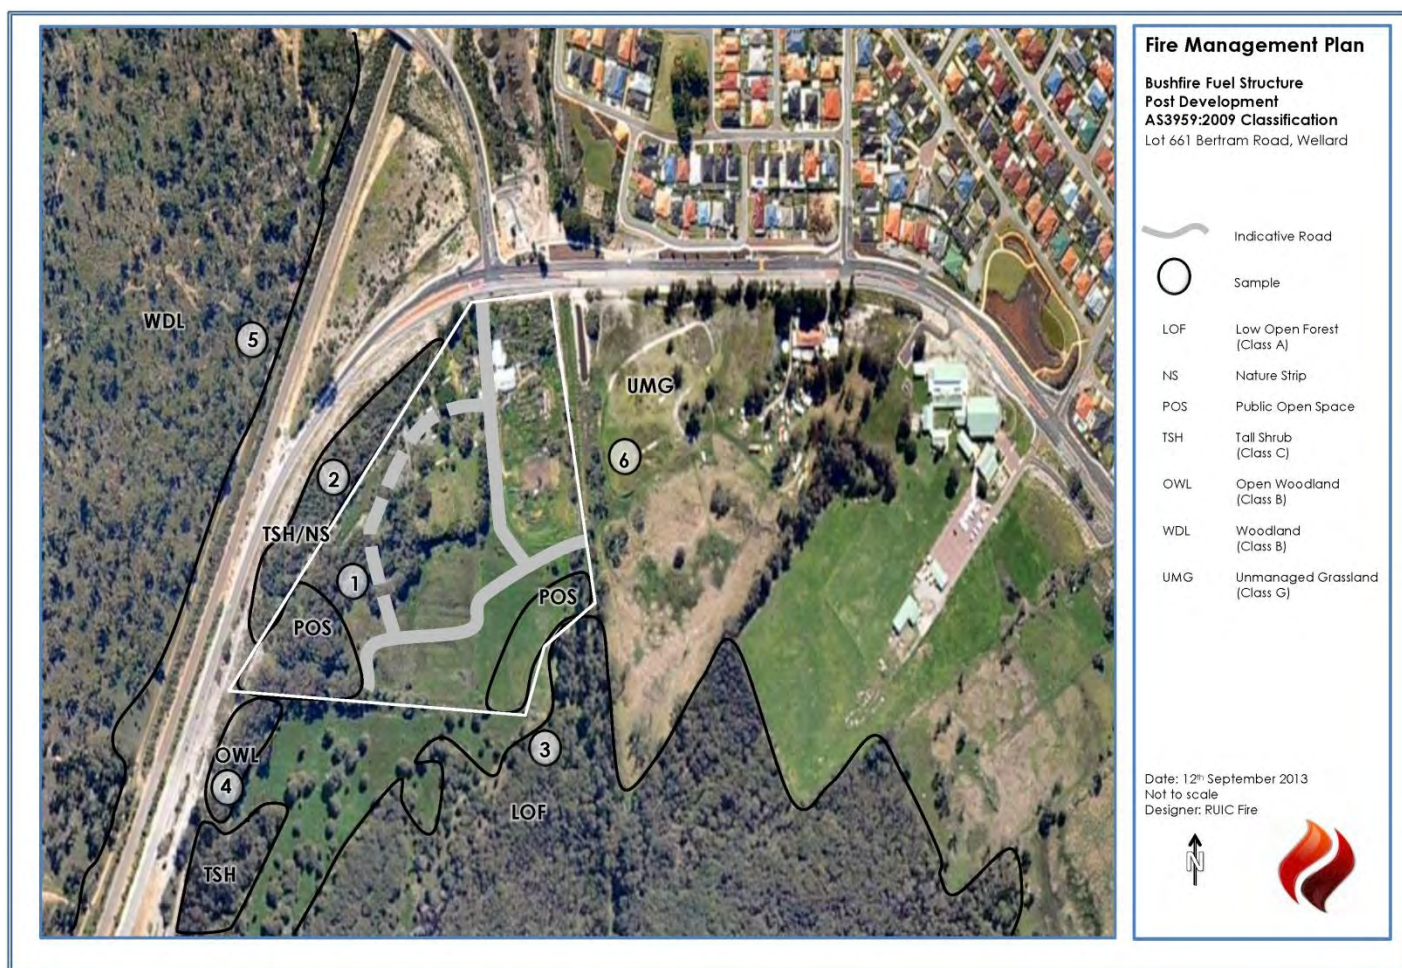 Fire Management Plan
Bushfire Fuel Structure
Post Development
AS3959:2009 Classification
Lot 661 Bertram Road, Wellard
Indicative Road
Sample
LOF Low Open Forest
(Class A)
NS Nature Strip
POS Public Open Space
TSH Tall Shrub
(Class C)
OWL Open Woodland
(Class B)
WDL Woodland
(Class B)
UMG Unmanaged Grassland
(Class G)
Date: 12th September 2013
Not to scale
Designer: RUIC Fire
N
WDL
5
UMG
6
2
TSH/NS
1
POS
POS
OWL
3
4
LOF
TSH